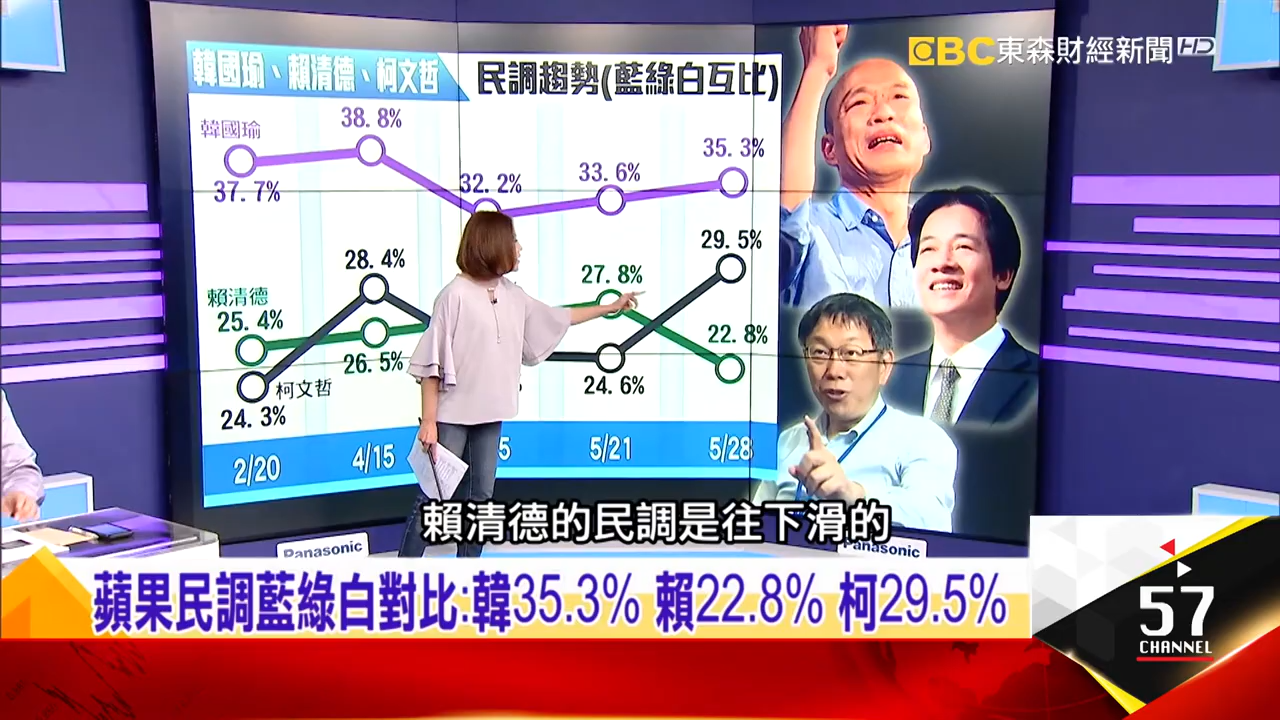 EBC東森財經新聞HD
韓國瑜、賴清德、柯文哲
民調趨勢(藍綠白互比)
韓國瑜
37.7%
38.8%
32.2%
33.6%
35.3%
賴清德
25.4%
26.5%
27.8%
22.8%
柯文哲
24.3%
28.4%
24.6%
29.5%
2/20
4/15
5
5/21
5/28
賴清德的民調是往下滑的
Panasonic
Panasonic
蘋果民調藍綠白對比:韓35.3% 賴22.8% 柯29.5%
57
CHANNEL